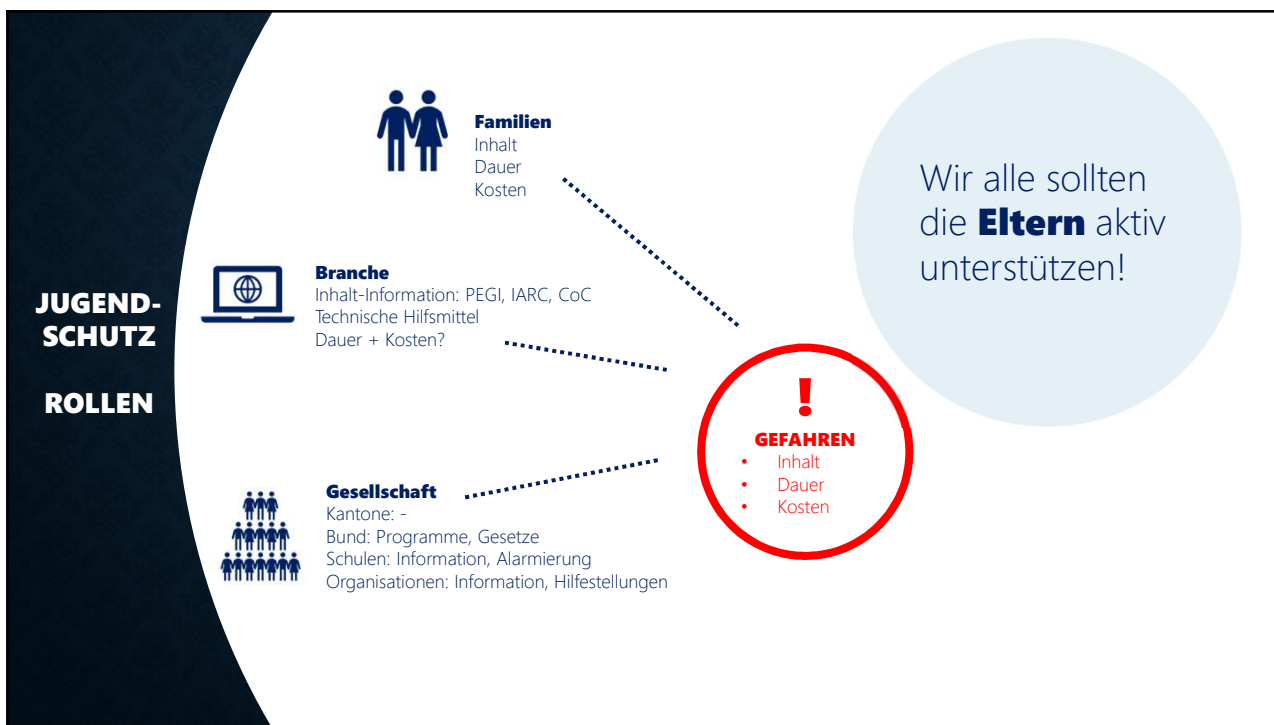 JUGEND-
SCHUTZ
ROLLEN
Familien
Inhalt
Dauer
Kosten
Branche
Inhalt-Information: PEGI, IARC, CoC
Technische Hilfsmittel
Dauer + Kosten?
Gesellschaft
Kantone: -
Bund: Programme, Gesetze
Schulen: Information, Alarmierung
Organisationen: Information, Hilfestellungen
!
GEFAHREN
• Inhalt
• Dauer
• Kosten
Wir alle sollten
die Eltern aktiv
unterstützen!